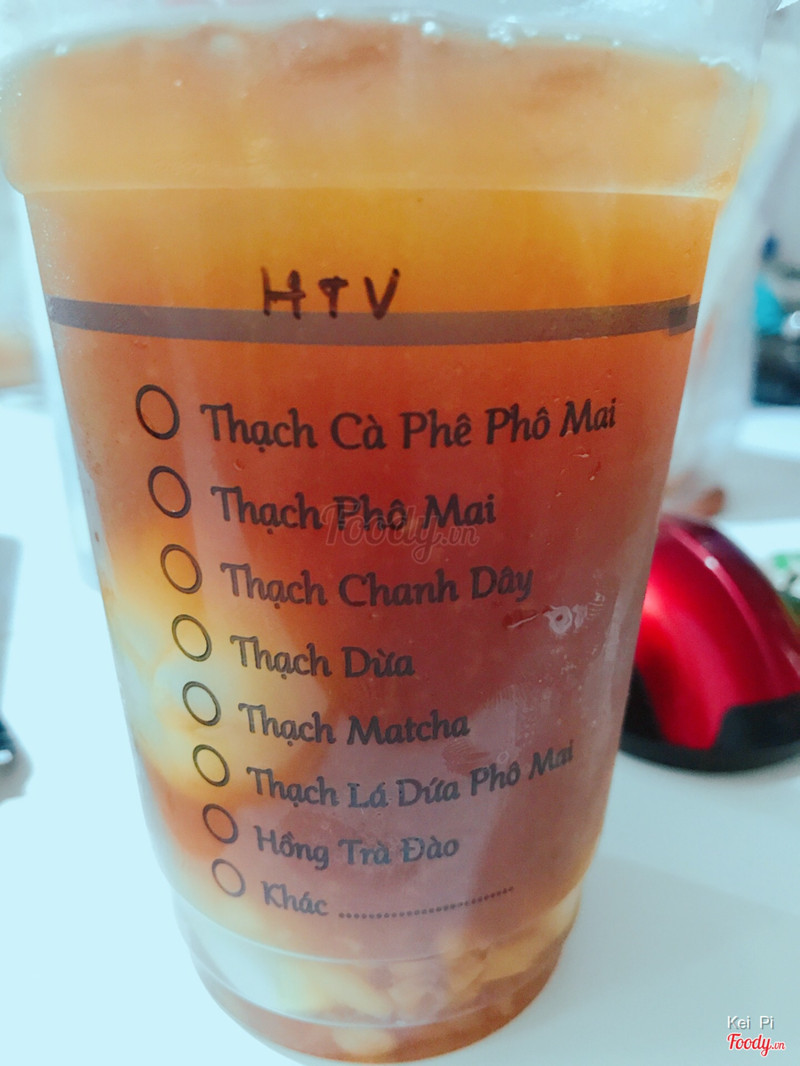 HTV
Thạch Cà Phê Phô Mai
Thạch Phô Mai
Foody.vn
Thạch Chanh Dây
Thạch Dừa
Thạch Matcha
Thạch Lá Dứa Phô Mai
Hồng Trà Đào
Khác ........................
Kei Pi
Foody.vn